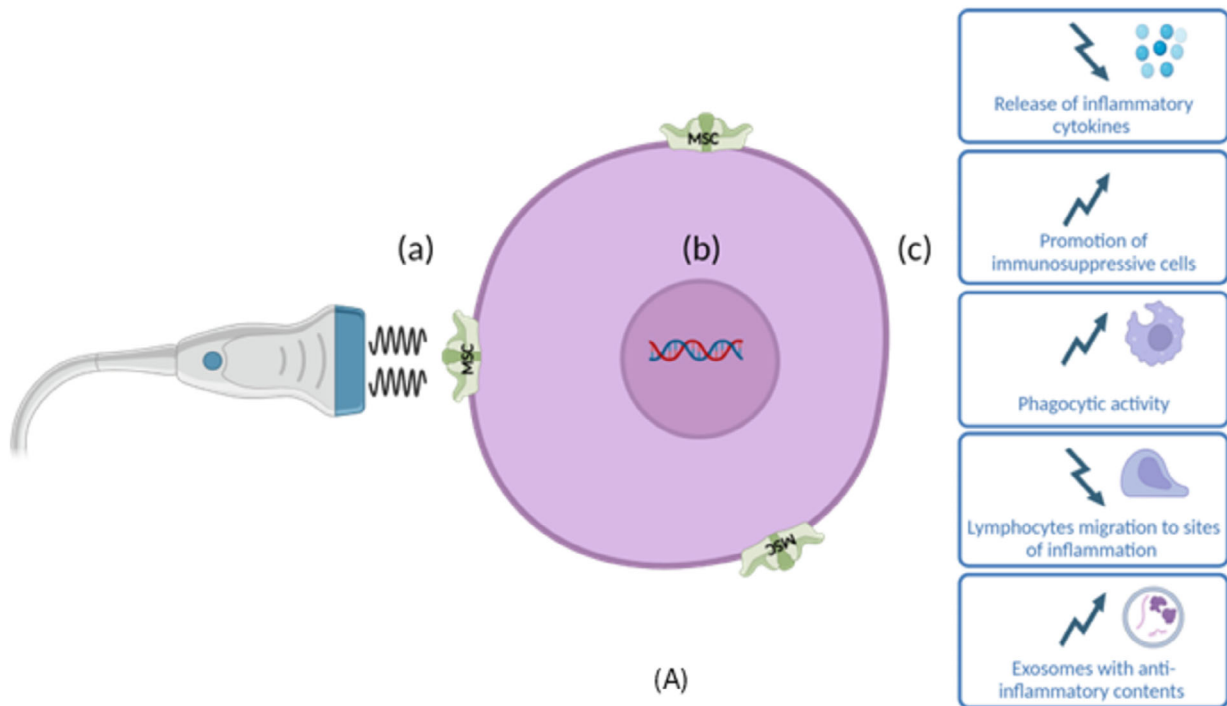 Release of inflammatory
cytokines
MSC
(a)
(b)
(c)
Promotion of
immunosuppressive cells
MSC
Phagocytic activity
Lymphocytes migration to sites
of inflammation
MSC
Exosomes with anti-
inflammatory contents
(A)